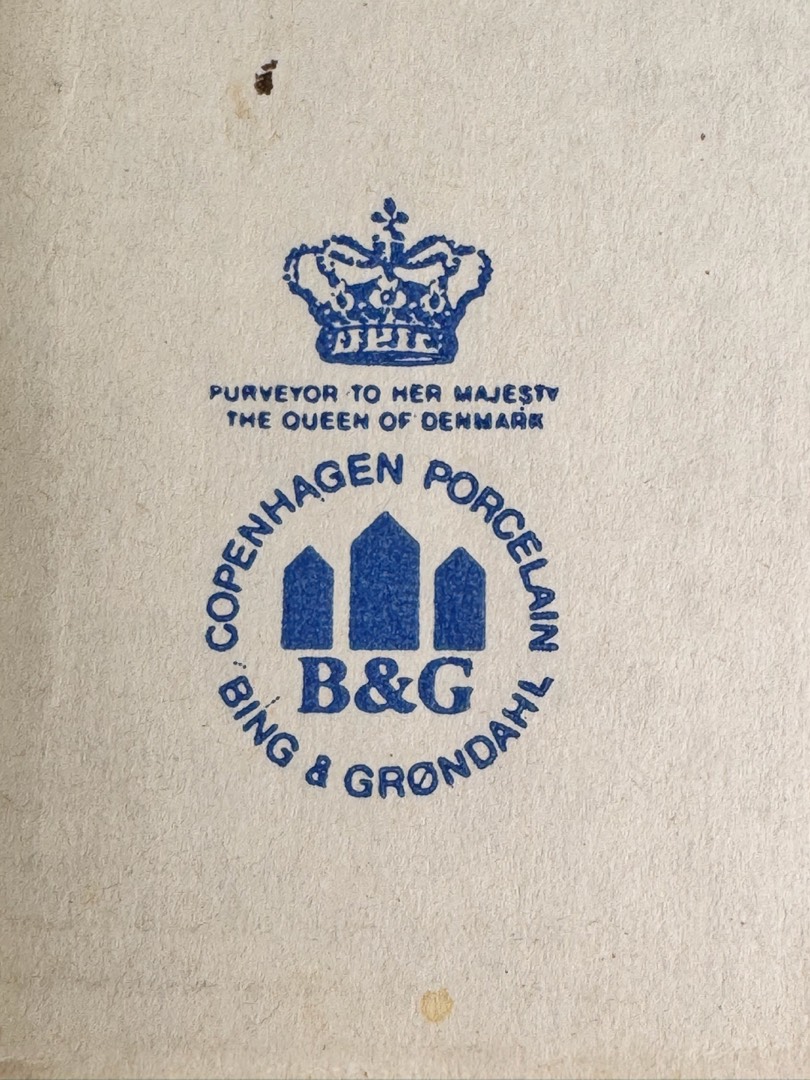 PURVEYOR TO HER MAJESTY
THE QUEEN OF DENMARK
COPENHAGEN PORCELAIN
B&G
BING & GRØNDAHL